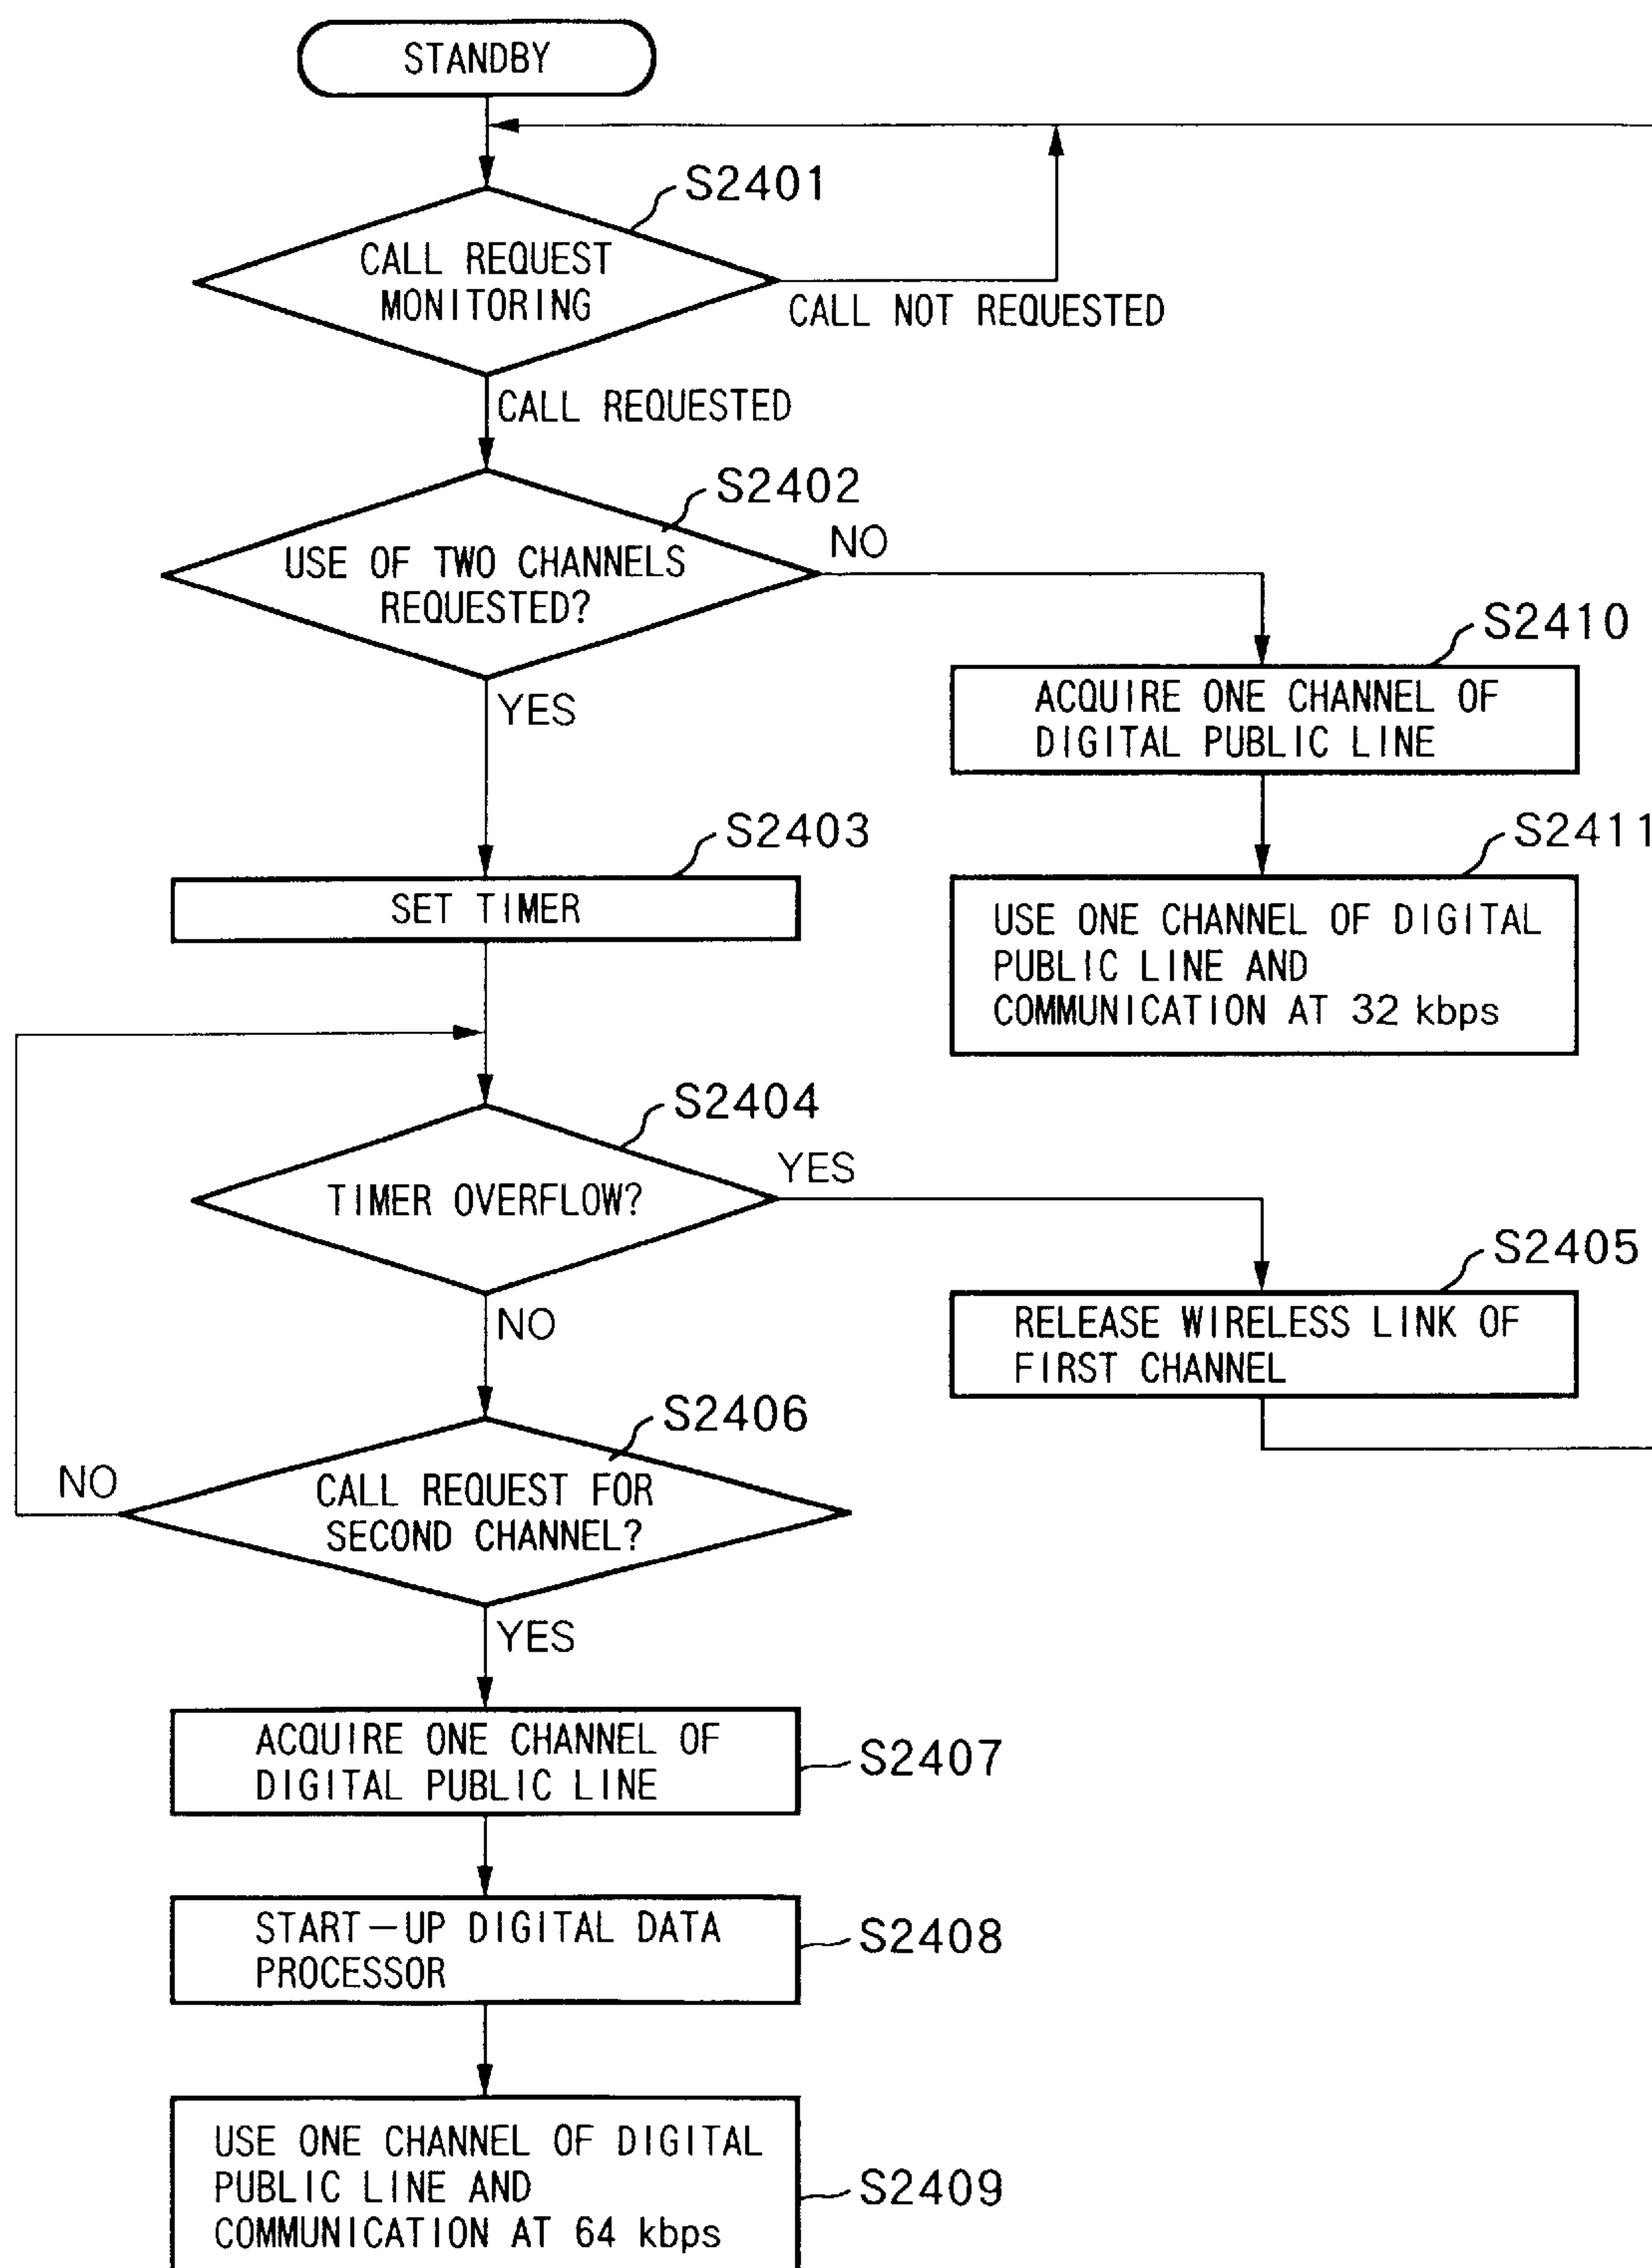 STANDBY
S2401
CALL REQUEST
MONITORING
CALL NOT REQUESTED
CALL REQUESTED
S2402
USE OF TWO CHANNELS
REQUESTED?
NO
YES
S2410
ACQUIRE ONE CHANNEL OF
DIGITAL PUBLIC LINE
S2411
USE ONE CHANNEL OF DIGITAL
PUBLIC LINE AND
COMMUNICATION AT 32 kbps
S2403
SET TIMER
S2404
TIMER OVERFLOW?
YES
NO
S2405
RELEASE WIRELESS LINK OF
FIRST CHANNEL
S2406
CALL REQUEST FOR
SECOND CHANNEL?
NO
YES
ACQUIRE ONE CHANNEL OF
DIGITAL PUBLIC LINE
S2407
START-UP DIGITAL DATA
PROCESSOR
S2408
USE ONE CHANNEL OF DIGITAL
PUBLIC LINE AND
COMMUNICATION AT 64 kbps
S2409